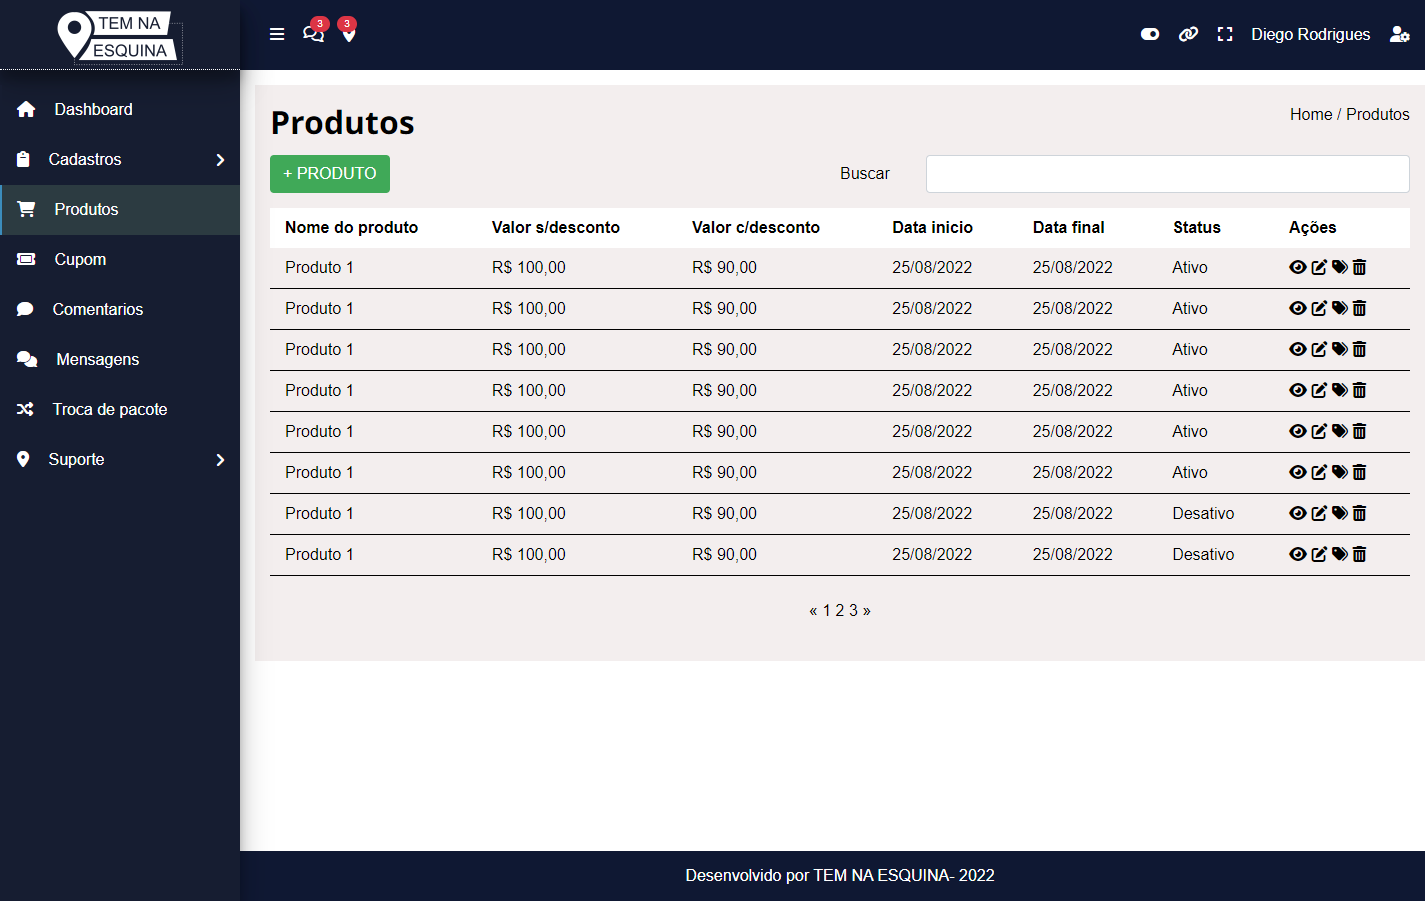 TEM NA
ESQUINA
3 3
Diego Rodrigues
Dashboard
Cadastros
Produtos
Cupom
Comentarios
Mensagens
Troca de pacote
Suporte
Produtos
Home / Produtos
+ PRODUTO
Buscar
Nome do produto Valor s/desconto Valor c/desconto Data inicio Data final Status Ações
Produto 1 R$ 100,00 R$ 90,00 25/08/2022 25/08/2022 Ativo
Produto 1 R$ 100,00 R$ 90,00 25/08/2022 25/08/2022 Ativo
Produto 1 R$ 100,00 R$ 90,00 25/08/2022 25/08/2022 Ativo
Produto 1 R$ 100,00 R$ 90,00 25/08/2022 25/08/2022 Ativo
Produto 1 R$ 100,00 R$ 90,00 25/08/2022 25/08/2022 Ativo
Produto 1 R$ 100,00 R$ 90,00 25/08/2022 25/08/2022 Ativo
Produto 1 R$ 100,00 R$ 90,00 25/08/2022 25/08/2022 Desativo
Produto 1 R$ 100,00 R$ 90,00 25/08/2022 25/08/2022 Desativo
« 1 2 3 »
Desenvolvido por TEM NA ESQUINA- 2022